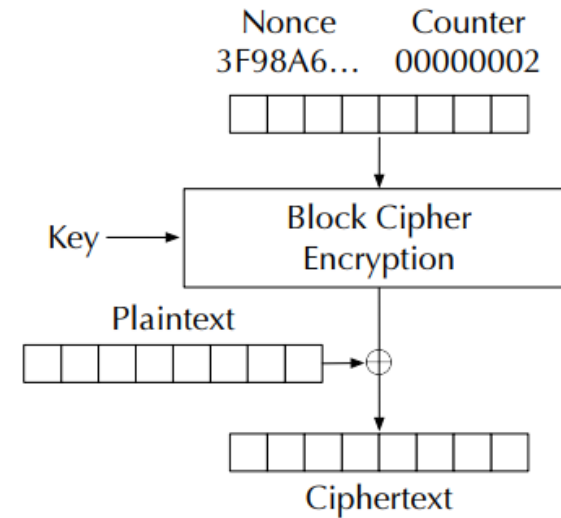 Nonce Counter
3F98A6... 00000002
Block Cipher
Key
Encryption
Plaintext
Ciphertext